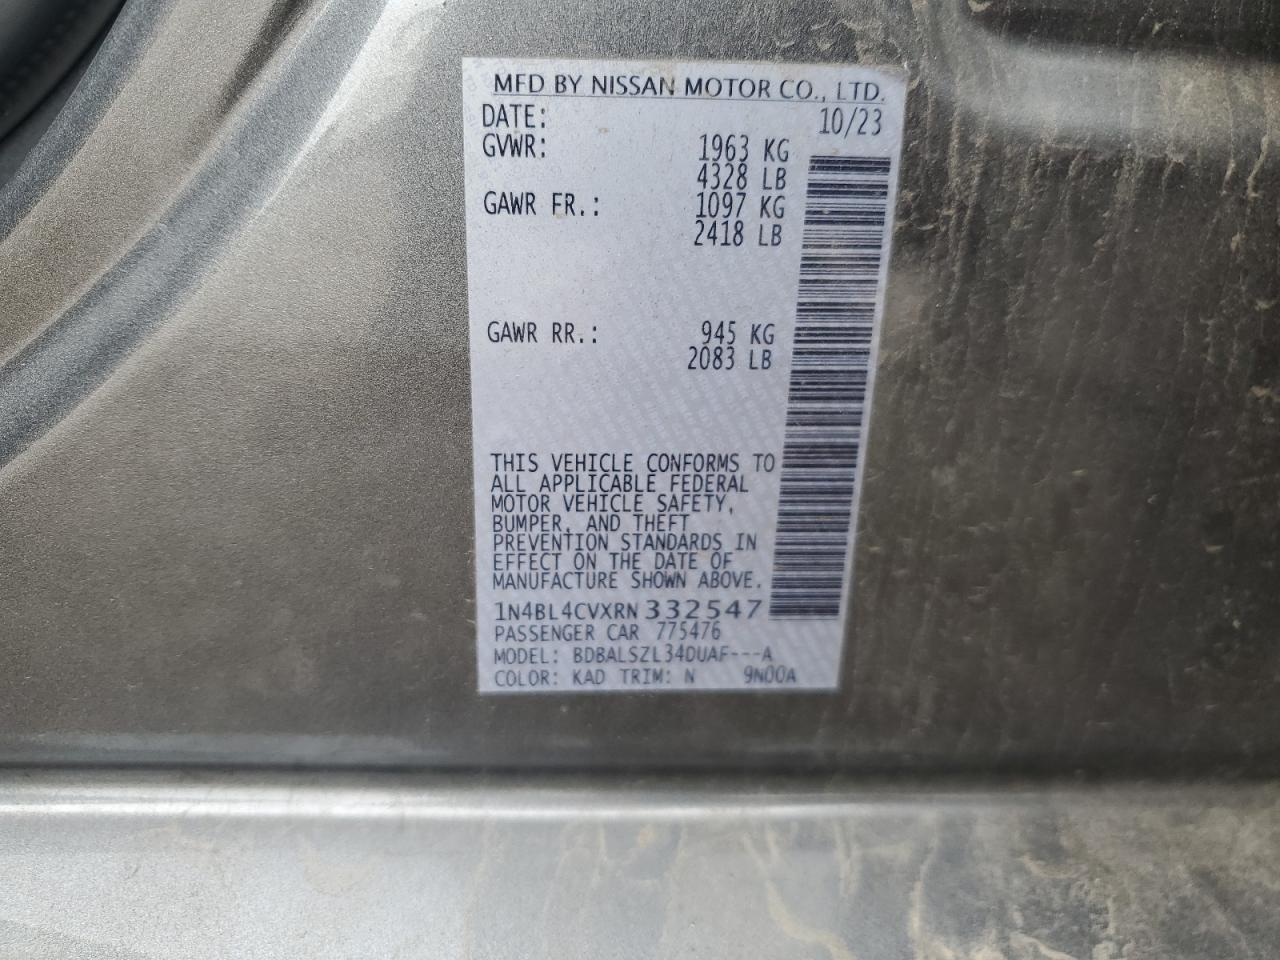 MFD BY NISSAN MOTOR CO., LTD.
DATE: 10/23
GVWR: 1963 KG
4328 LB
GAWR FR.: 1097 KG
2418 LB
GAWR RR.: 945 KG
2083 LB
THIS VEHICLE CONFORMS TO
ALL APPLICABLE FEDERAL
MOTOR VEHICLE SAFETY,
BUMPER, AND THEFT
PREVENTION STANDARDS IN
EFFECT ON THE DATE OF
MANUFACTURE SHOWN ABOVE.
1N4BL4CVXRN 332547
PASSENGER CAR 775476
MODEL: BDBALSZL34DUAF---A
COLOR: KAD TRIM: N 9N00A